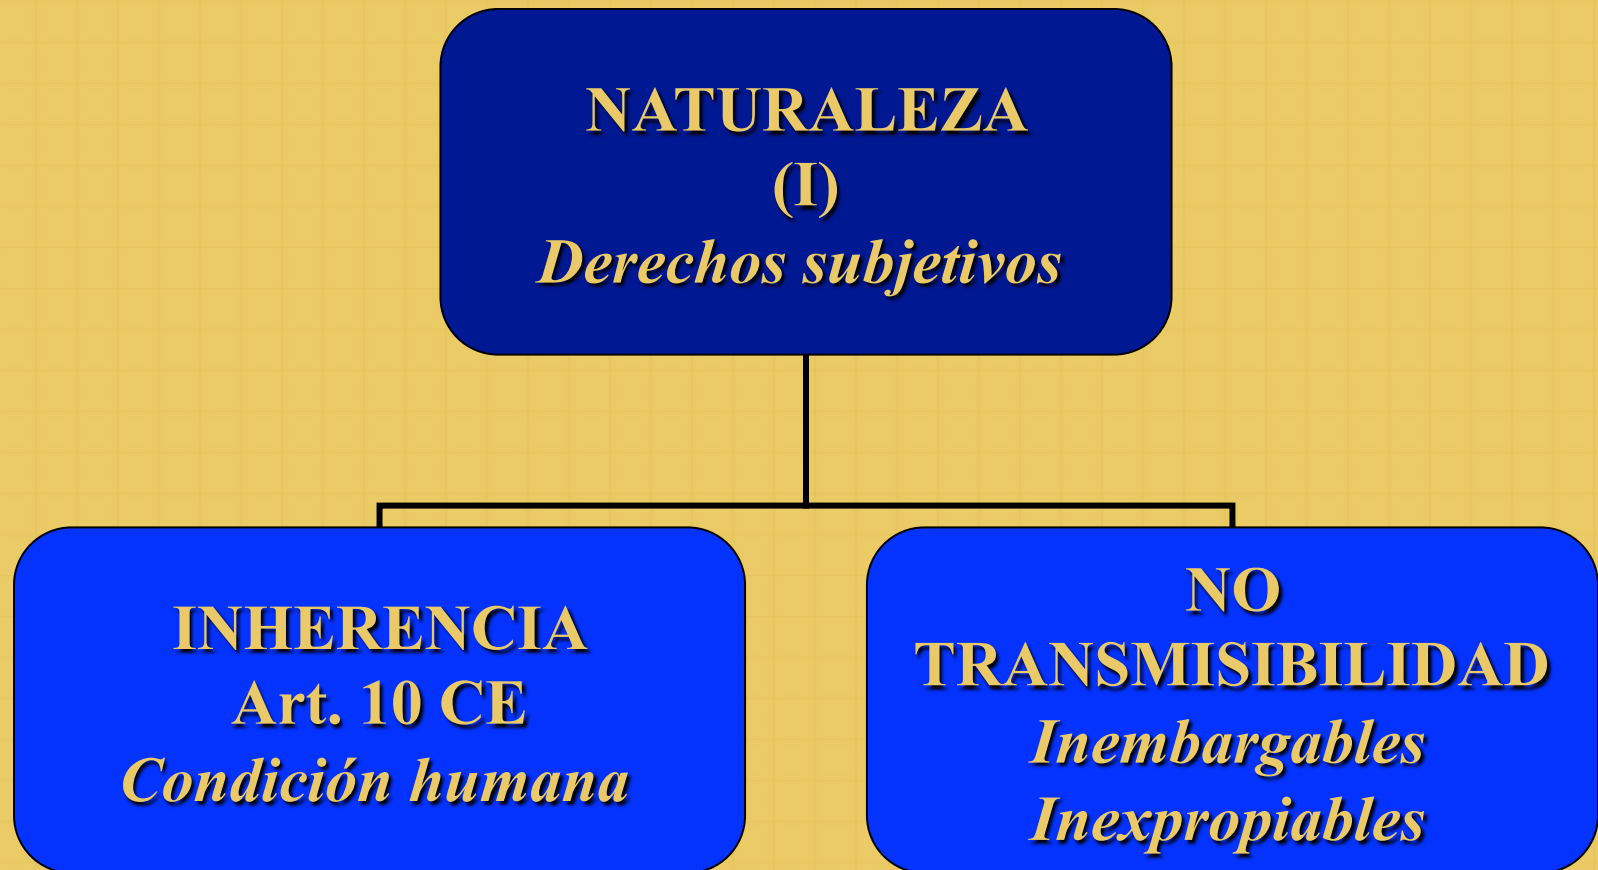 NATURALEZA
(I)
Derechos subjetivos
INHERENCIA
Art. 10 CE
Condición humana
NO
TRANSMISIBILIDAD
Inembargables
Inexpropiables